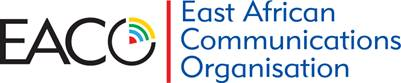 EACO
East African
Communications
Organisation